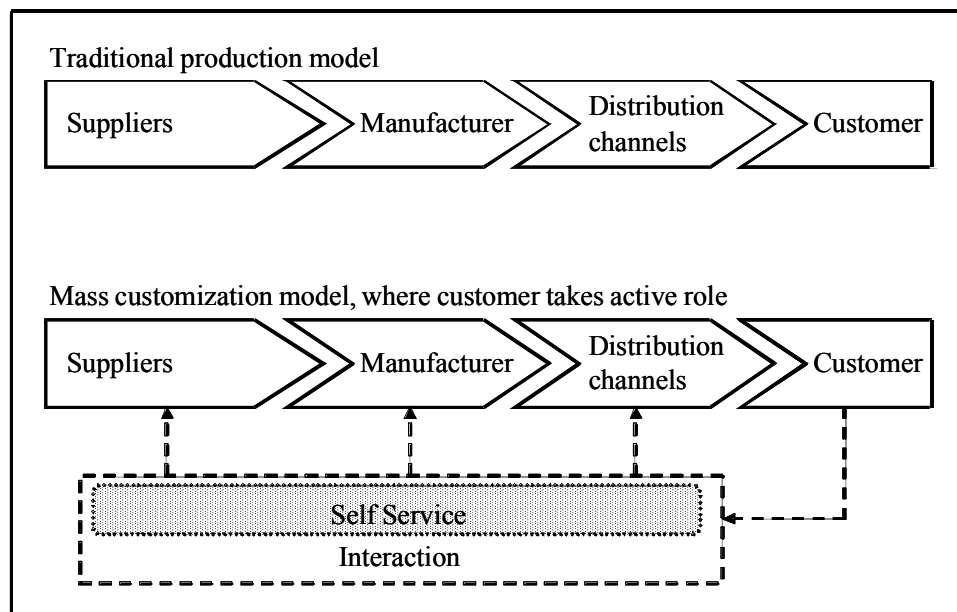 Traditional production model
Suppliers
Manufacturer
Distribution
channels
Customer
Mass customization model, where customer takes active role
Suppliers
Manufacturer
Distribution
channels
Customer
Self Service
Interaction